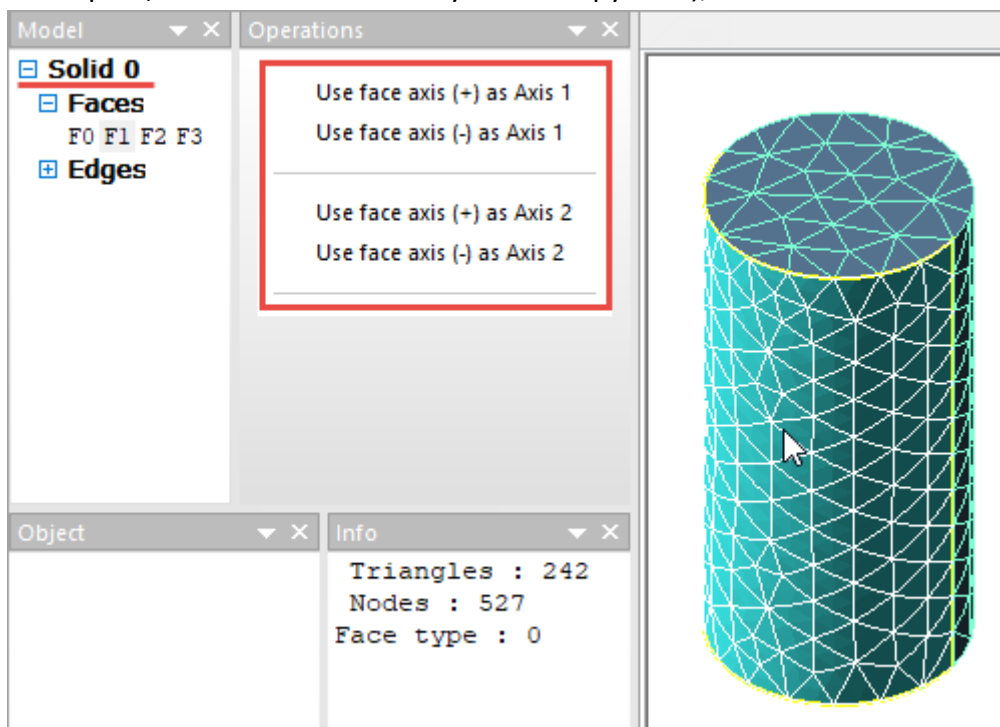 Model
Solid 0
Faces
F0 F1 F2 F3
Edges
Operations
Use face axis (+) as Axis 1
Use face axis (-) as Axis 1
Use face axis (+) as Axis 2
Use face axis (-) as Axis 2
Object
Info
Triangles : 242
Nodes : 527
Face type : 0